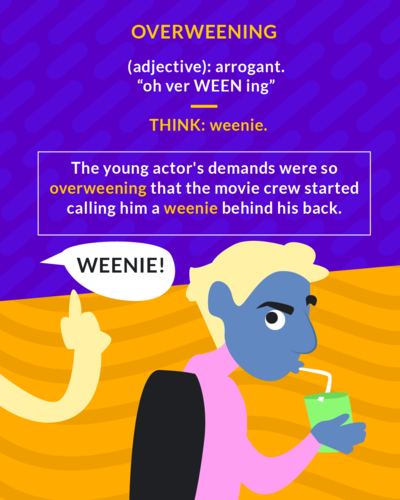 OVERWEENING
(adjective): arrogant.
“oh ver WEEN ing”
THINK: weenie.
The young actor's demands were so
overweening that the movie crew started
calling him a weenie behind his back.
WEENIE!